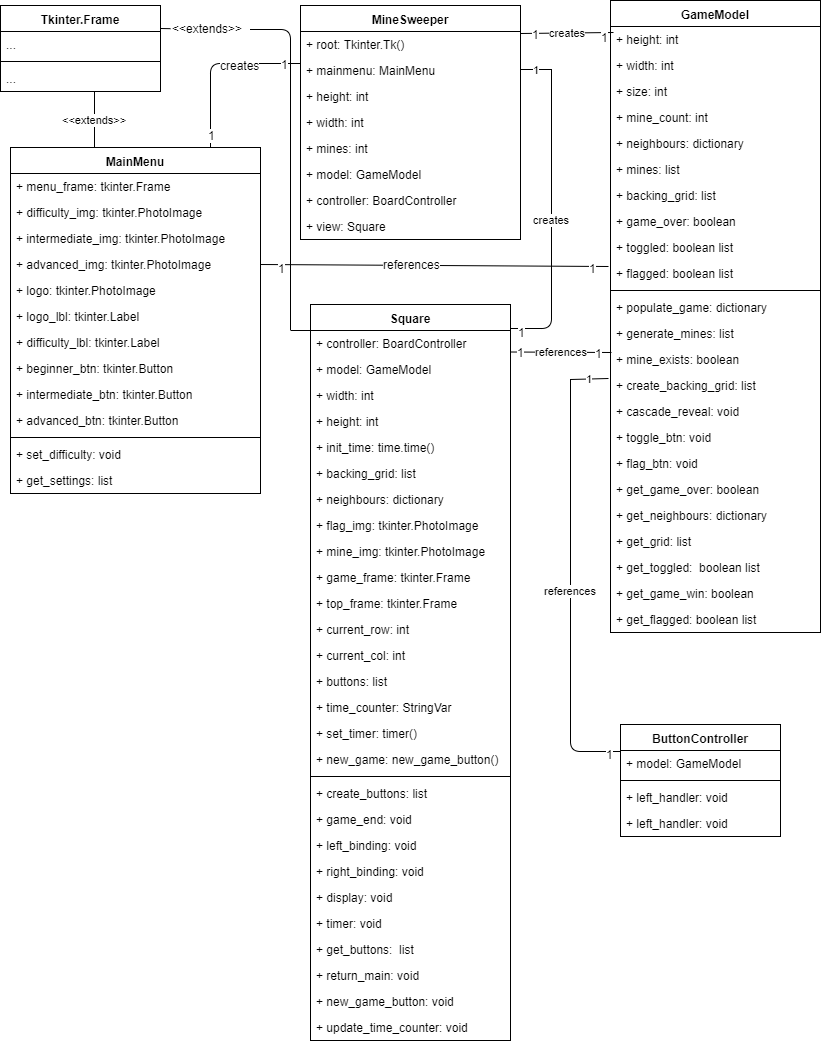 Tkinter.Frame
...
...
<<extends>>
<<extends>>
MineSweeper
+ root: Tkinter.Tk()
+ mainmenu: MainMenu
+ height: int
+ width: int
+ mines: int
+ model: GameModel
+ controller: BoardController
+ view: Square
1
creates
1
1
creates
1
1
creates
1
GameModel
+ height: int
+ width: int
+ size: int
+ mine_count: int
+ neighbours: dictionary
+ mines: list
+ backing_grid: list
+ game_over: boolean
+ toggled: boolean list
+ flagged: boolean list
+ populate_game: dictionary
+ generate_mines: list
+ mine_exists: boolean
+ create_backing_grid: list
+ cascade_reveal: void
+ toggle_btn: void
+ flag_btn: void
+ get_game_over: boolean
+ get_neighbours: dictionary
+ get_grid: list
+ get_toggled:  boolean list
+ get_game_win: boolean
+ get_flagged: boolean list
MainMenu
+ menu_frame: tkinter.Frame
+ difficulty_img: tkinter.PhotoImage
+ intermediate_img: tkinter.PhotoImage
+ advanced_img: tkinter.PhotoImage
+ logo: tkinter.PhotoImage
+ logo_lbl: tkinter.Label
+ difficulty_lbl: tkinter.Label
+ beginner_btn: tkinter.Button
+ intermediate_btn: tkinter.Button
+ advanced_btn: tkinter.Button
+ set_difficulty: void
+ get_settings: list
1
references
1
Square
+ controller: BoardController
+ model: GameModel
+ width: int
+ height: int
+ init_time: time.time()
+ backing_grid: list
+ neighbours: dictionary
+ flag_img: tkinter.PhotoImage
+ mine_img: tkinter.PhotoImage
+ game_frame: tkinter.Frame
+ top_frame: tkinter.Frame
+ current_row: int
+ current_col: int
+ buttons: list
+ time_counter: StringVar
+ set_timer: timer()
+ new_game: new_game_button()
+ create_buttons: list
+ game_end: void
+ left_binding: void
+ right_binding: void
+ display: void
+ timer: void
+ get_buttons:  list
+ return_main: void
+ new_game_button: void
+ update_time_counter: void
1
references
1
1
references
1
ButtonController
+ model: GameModel
+ left_handler: void
+ left_handler: void